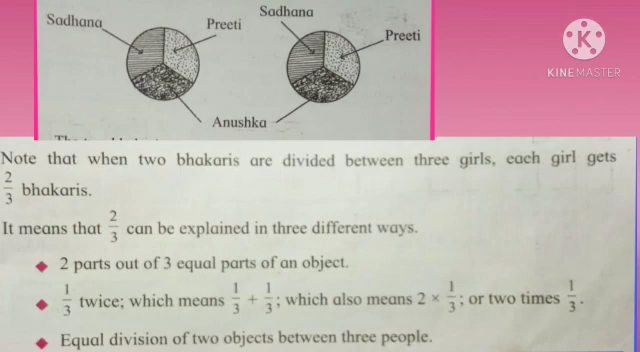 Sadhana
Preeti
Sadhana
Preeti
Anushka
KINEMASTER
Note that when two bhakaris are divided between three girls, each girl gets
2/3 bhakaris.
It means that 2/3 can be explained in three different ways.
◆ 2 parts out of 3 equal parts of an object.
◆ 1/3 twice; which means 1/3 + 1/3; which also means 2 × 1/3; or two times 1/3.
◆ Equal division of two objects between three people.